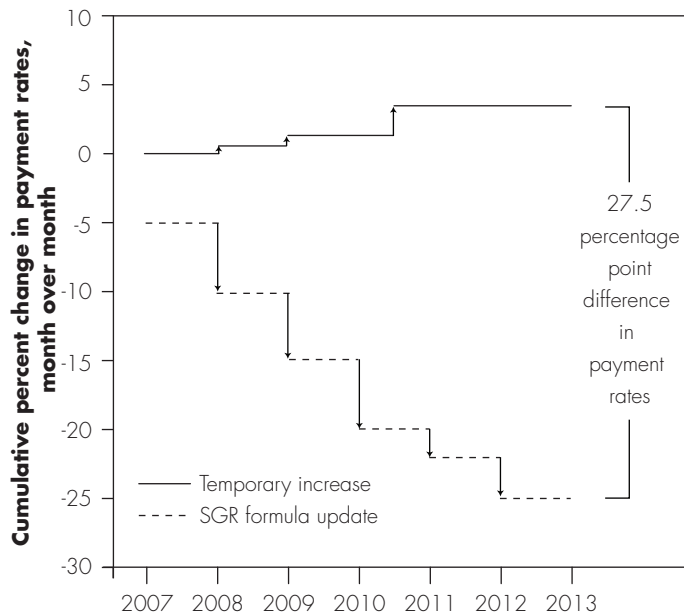 Cumulative percent change in payment rates,
month over month
10
5
0
-5
-10
-15
-20
-25
-30
27.5
percentage
point
difference
in
payment
rates
Temporary increase
SGR formula update
2007 2008 2009 2010 2011 2012 2013